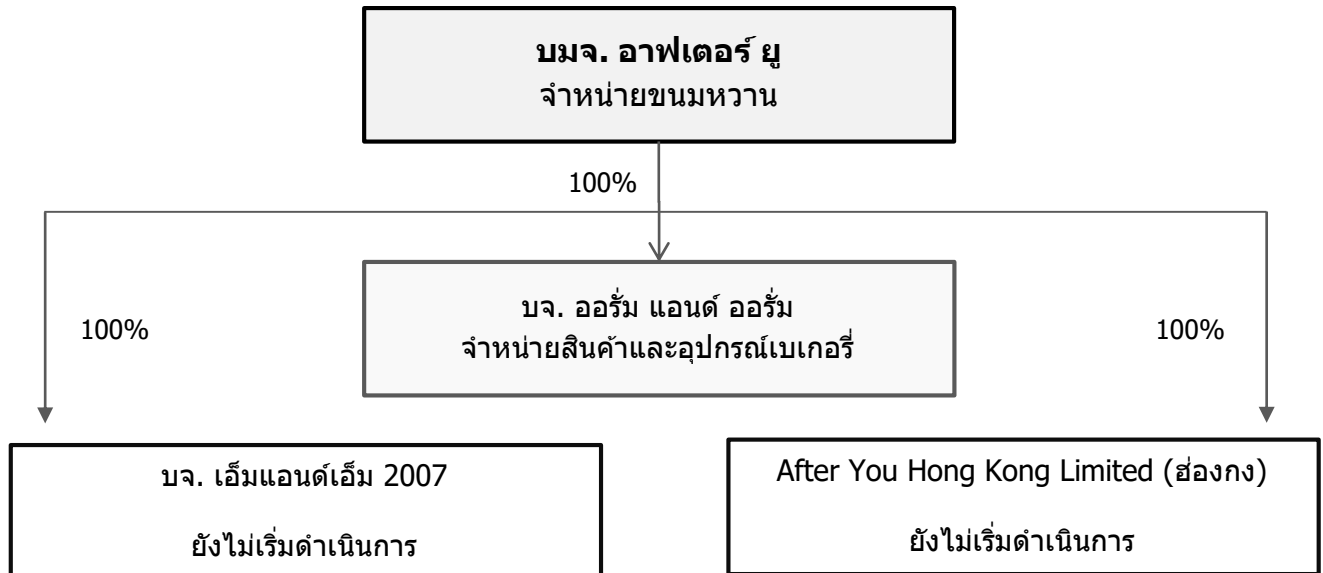 บมจ. อาฟเตอร์ ยู
จำหน่ายขนมหวาน
100%
บจ. ออรั่ม แอนด์ ออรั่ม
จำหน่ายสินค้าและอุปกรณ์เบเกอรี่
100%
100%
บจ. เอ็มแอนด์เอ็ม 2007
ยังไม่เริ่มดำเนินการ
After You Hong Kong Limited (ฮ่องกง)
ยังไม่เริ่มดำเนินการ